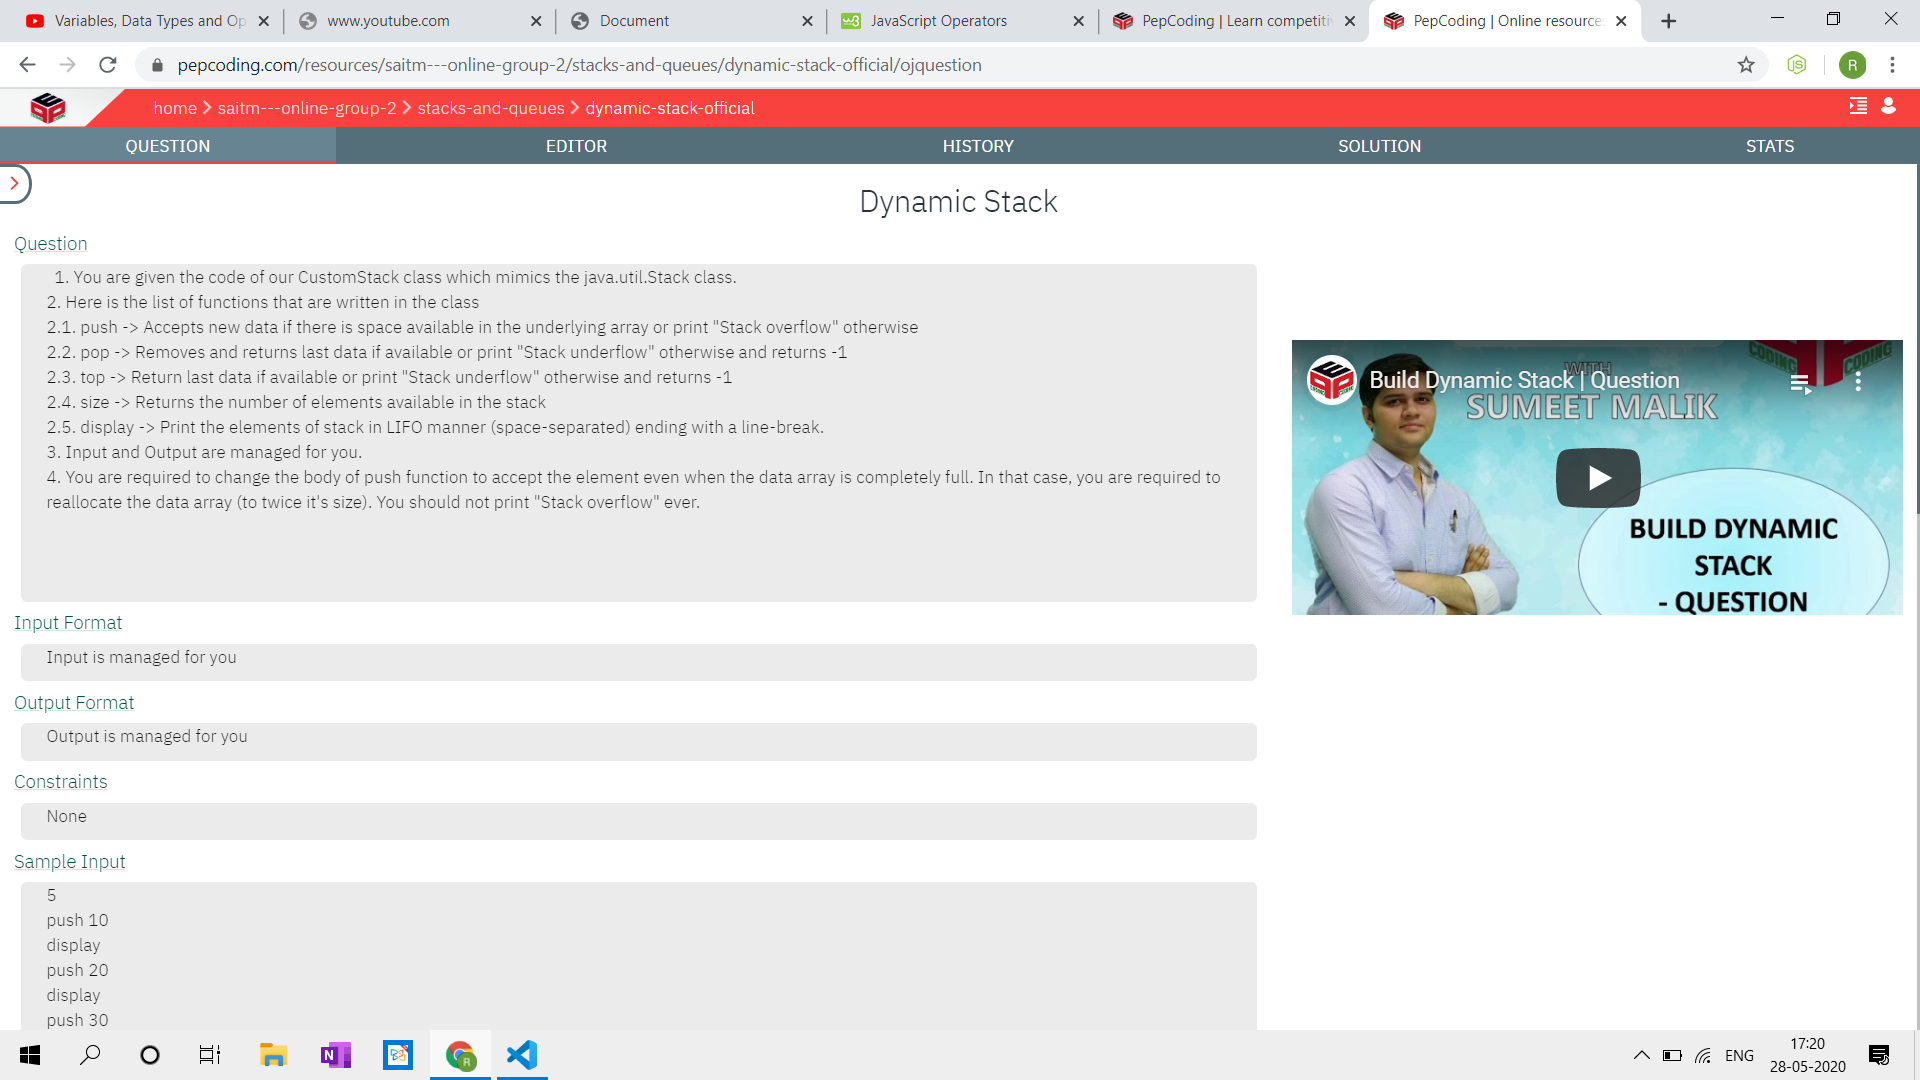 Variables, Data Types and Op
www.youtube.com
Document
JavaScript Operators
PepCoding | Learn competitiv
PepCoding | Online resource
pepcoding.com/resources/saitm---online-group-2/stacks-and-queues/dynamic-stack-official/ojquestion
R
home > saitm---online-group-2 > stacks-and-queues > dynamic-stack-official
QUESTION EDITOR HISTORY SOLUTION STATS
Dynamic Stack
Question
1. You are given the code of our CustomStack class which mimics the java.util.Stack class.
2. Here is the list of functions that are written in the class
2.1. push -> Accepts new data if there is space available in the underlying array or print "Stack overflow" otherwise
2.2. pop -> Removes and returns last data if available or print "Stack underflow" otherwise and returns -1
2.3. top -> Return last data if available or print "Stack underflow" otherwise and returns -1
2.4. size -> Returns the number of elements available in the stack
2.5. display -> Print the elements of stack in LIFO manner (space-separated) ending with a line-break.
3. Input and Output are managed for you.
4. You are required to change the body of push function to accept the element even when the data array is completely full. In that case, you are required to
reallocate the data array (to twice it's size). You should not print "Stack overflow" ever.
CODING CODING
WITH
Build Dynamic Stack | Question
SUMEET MALIK
BUILD DYNAMIC
STACK
- QUESTION
Input Format
Input is managed for you
Output Format
Output is managed for you
Constraints
None
Sample Input
5
push 10
display
push 20
display
push 30
ENG
17:20
28-05-2020